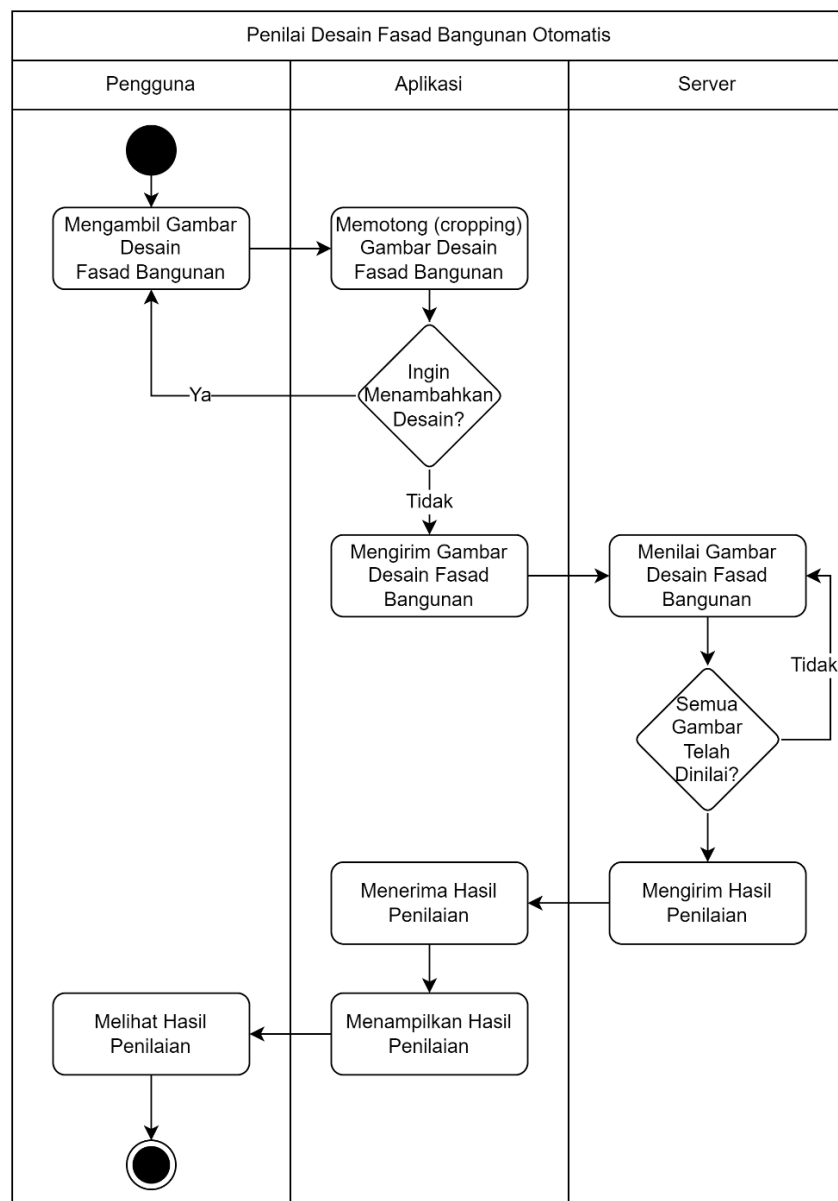 Penilai Desain Fasad Bangunan Otomatis
Pengguna
Aplikasi
Server
Mengambil Gambar
Desain
Fasad Bangunan
Memotong (cropping)
Gambar Desain
Fasad Bangunan
Ingin
Menambahkan
Desain?
Ya
Tidak
Mengirim Gambar
Desain Fasad
Bangunan
Menilai Gambar
Desain Fasad
Bangunan
Tidak
Semua
Gambar
Telah
Dinilai?
Mengirim Hasil
Penilaian
Menerima Hasil
Penilaian
Menampilkan Hasil
Penilaian
Melihat Hasil
Penilaian